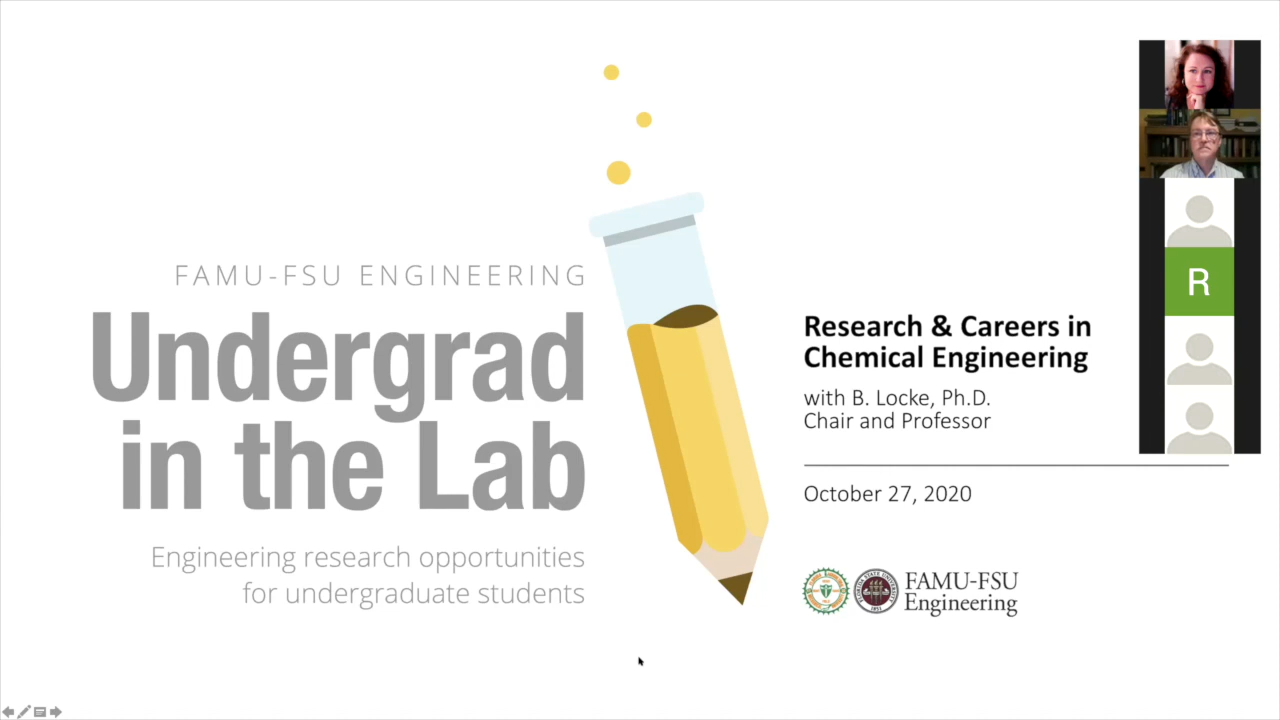 FAMU-FSU ENGINEERING
Undergrad
in the Lab
Engineering research opportunities
for undergraduate students
Research & Careers in
Chemical Engineering
with B. Locke, Ph.D.
Chair and Professor
October 27, 2020
FAMU-FSU
Engineering
R